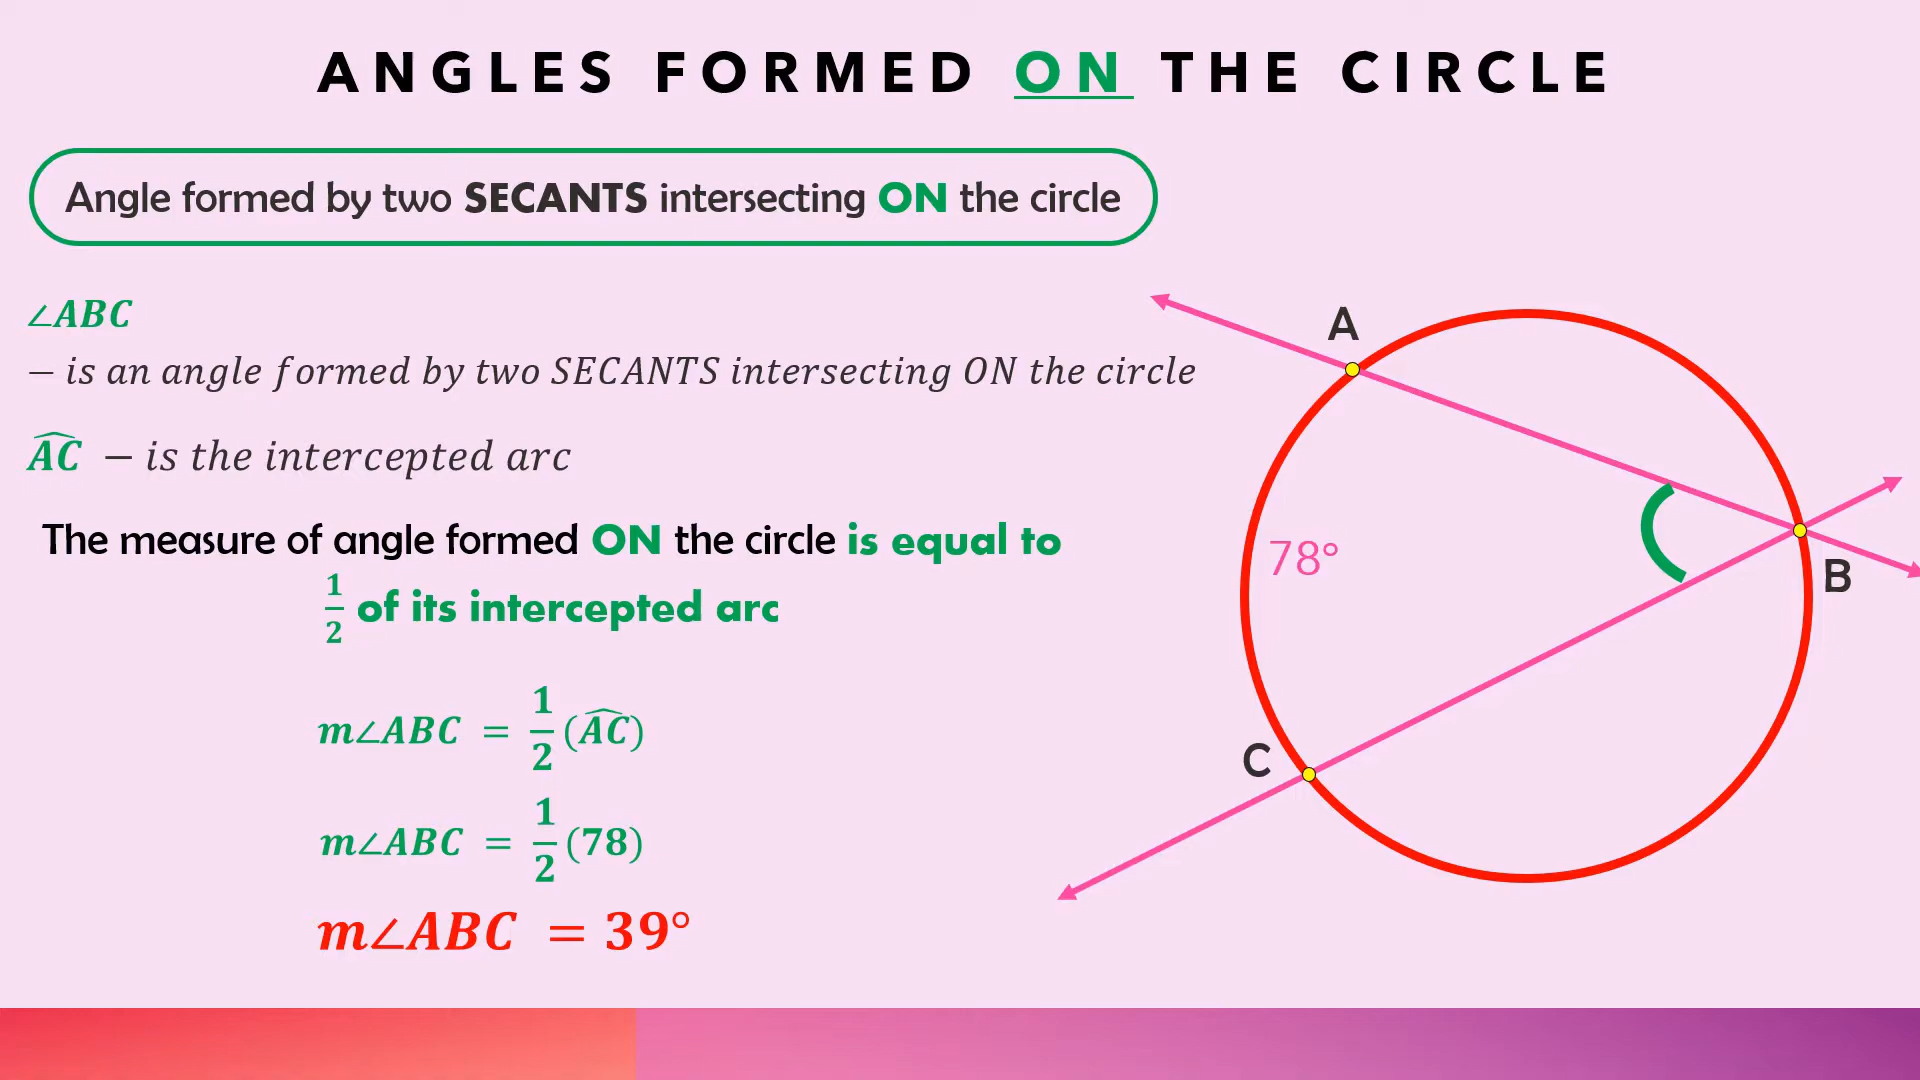 ANGLES FORMED ON THE CIRCLE
Angle formed by two SECANTS intersecting ON the circle
∠ABC
− is an angle formed by two SECANTS intersecting ON the circle
A͡C − is the intercepted arc
The measure of angle formed ON the circle is equal to
1/2 of its intercepted arc
m∠ABC = 1/2 (A͡C)
m∠ABC = 1/2 (78)
m∠ABC = 39°
A
78°
B
C